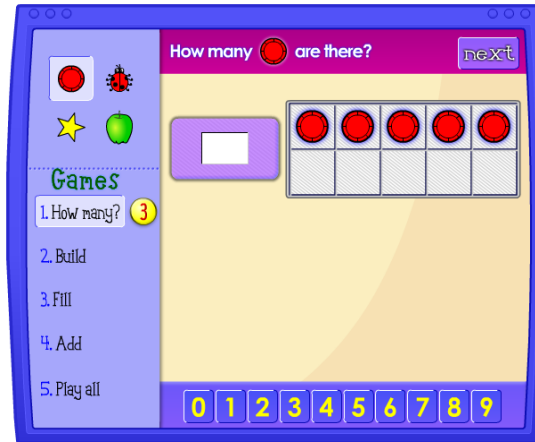 How many are there?
next
Games
1. How many? 3
2. Build
3. Fill
4. Add
5. Play all
0 1 2 3 4 5 6 7 8 9